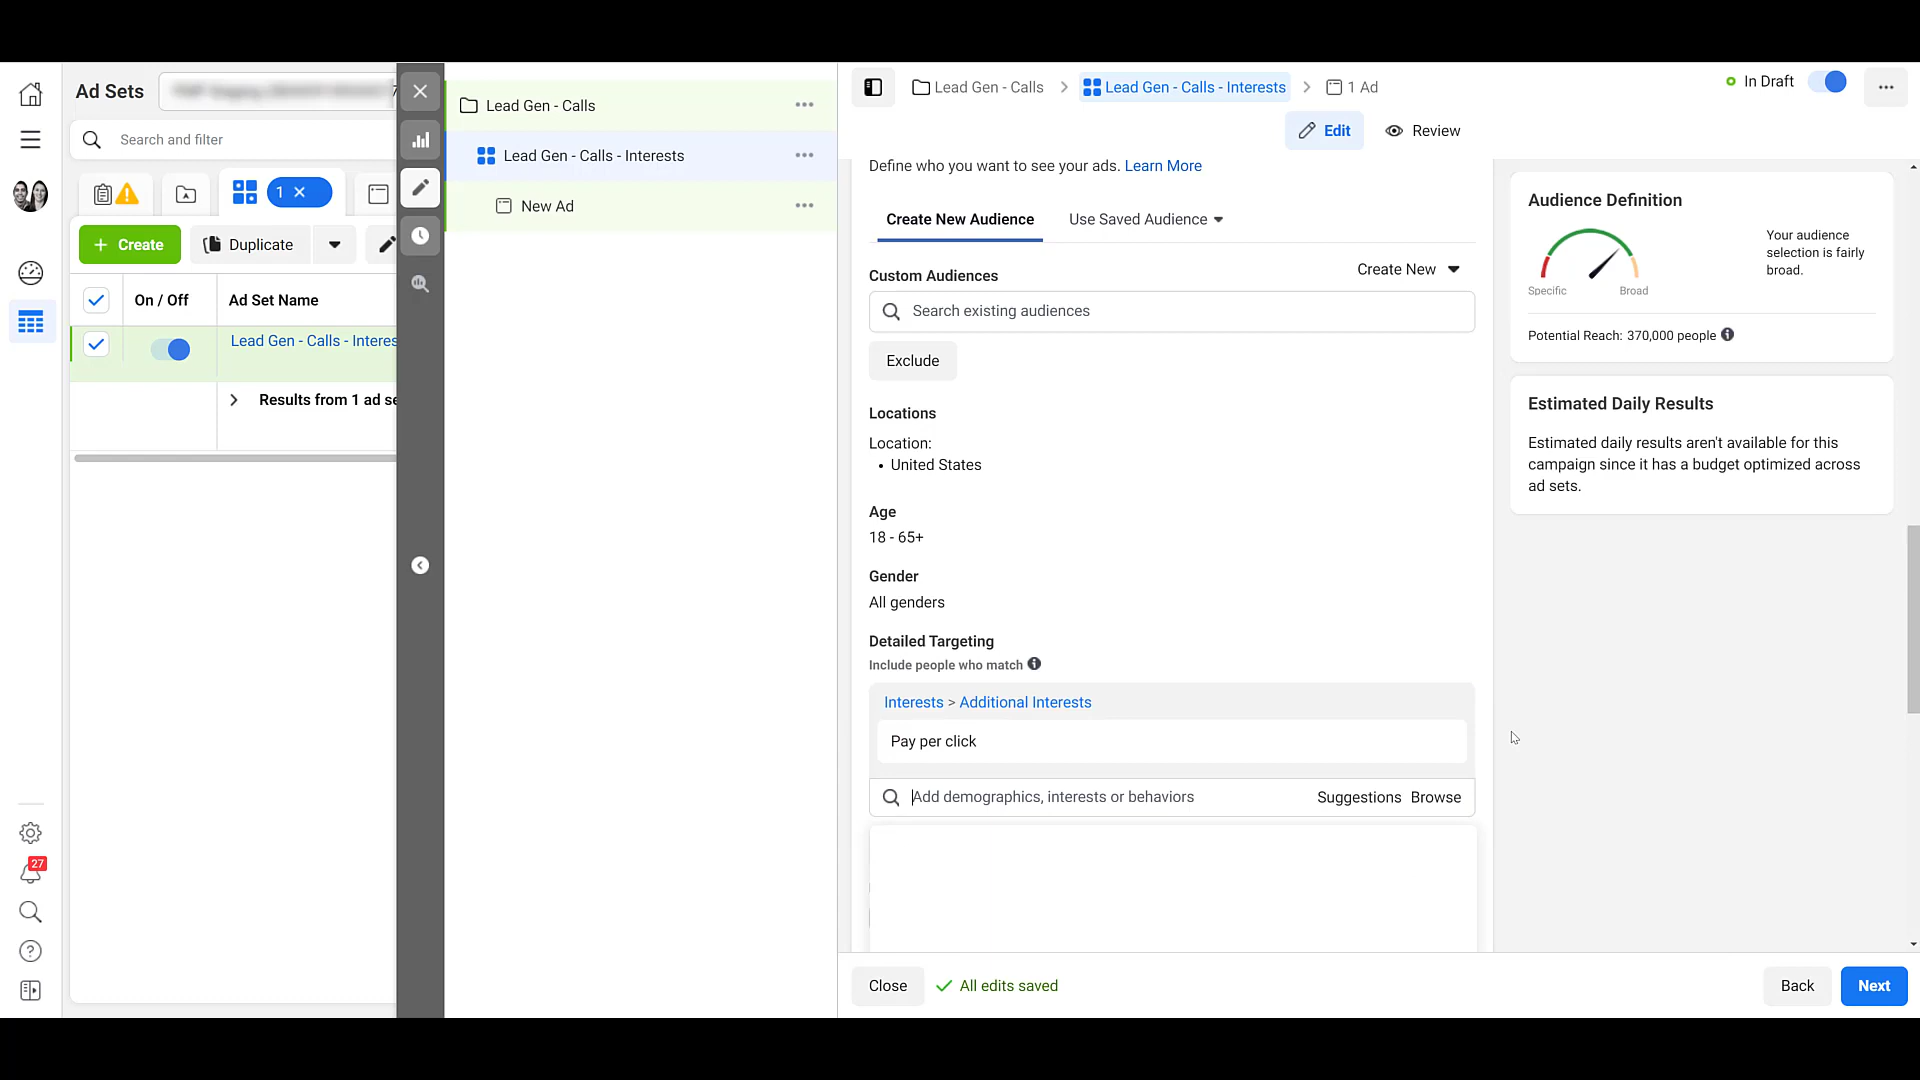 Ad Sets
Search and filter
1
Create
Duplicate
On / Off
Ad Set Name
Lead Gen - Calls - Interes
Results from 1 ad se
27
Lead Gen - Calls
Lead Gen - Calls - Interests
New Ad
Lead Gen - Calls
Lead Gen - Calls - Interests
1 Ad
In Draft
Edit
Review
Define who you want to see your ads. Learn More
Create New Audience
Use Saved Audience
Custom Audiences
Create New
Search existing audiences
Exclude
Locations
Location:
• United States
Age
18 - 65+
Gender
All genders
Detailed Targeting
Include people who match
Interests > Additional Interests
Pay per click
Add demographics, interests or behaviors
Suggestions
Browse
Audience Definition
Your audience
selection is fairly
broad.
Specific
Broad
Potential Reach: 370,000 people
Estimated Daily Results
Estimated daily results aren't available for this
campaign since it has a budget optimized across
ad sets.
Close
All edits saved
Back
Next